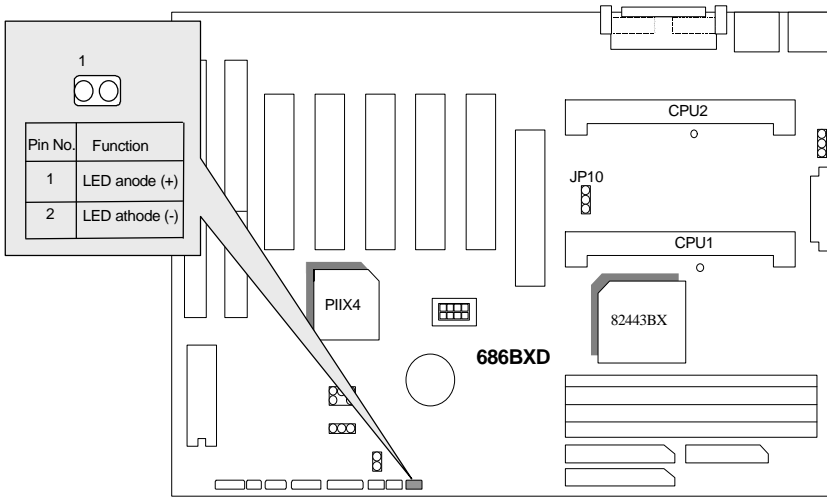 1
Pin No. Function
1 LED anode (+)
2 LED athode (-)
CPU2
JP10
CPU1
PIIX4
82443BX
686BXD